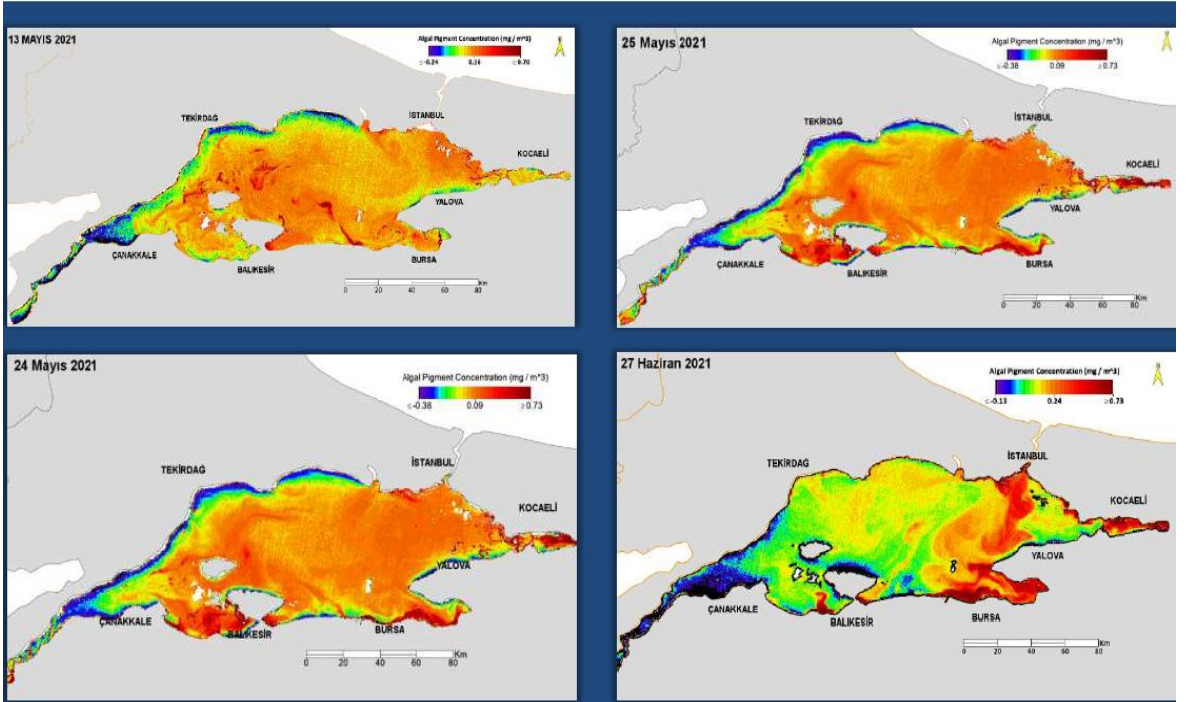 13 MAYIS 2021
Algal Pigment Concentration (mg / m^3)
≤-0.24 0.16 ≥0.70
TEKİRDAĞ
İSTANBUL
KOCAELİ
YALOVA
ÇANAKKALE
BALIKESİR
BURSA
Km
0 20 40 60 80
25 Mayıs 2021
Algal Pigment Concentration (mg / m^3)
≤-0.38 0.09 ≥0.73
TEKİRDAĞ
İSTANBUL
KOCAELİ
YALOVA
ÇANAKKALE
BALIKESİR
BURSA
Km
0 20 40 60 80
24 Mayıs 2021
Algal Pigment Concentration (mg / m^3)
≤-0.38 0.09 ≥0.73
TEKİRDAĞ
İSTANBUL
KOCAELİ
YALOVA
ÇANAKKALE
BALIKESİR
BURSA
Km
0 20 40 60 80
27 Haziran 2021
Algal Pigment Concentration (mg / m^3)
≤-0.13 0.24 ≥0.73
TEKİRDAĞ
İSTANBUL
KOCAELİ
YALOVA
ÇANAKKALE
BALIKESİR
BURSA
Km
0 20 40 60 80